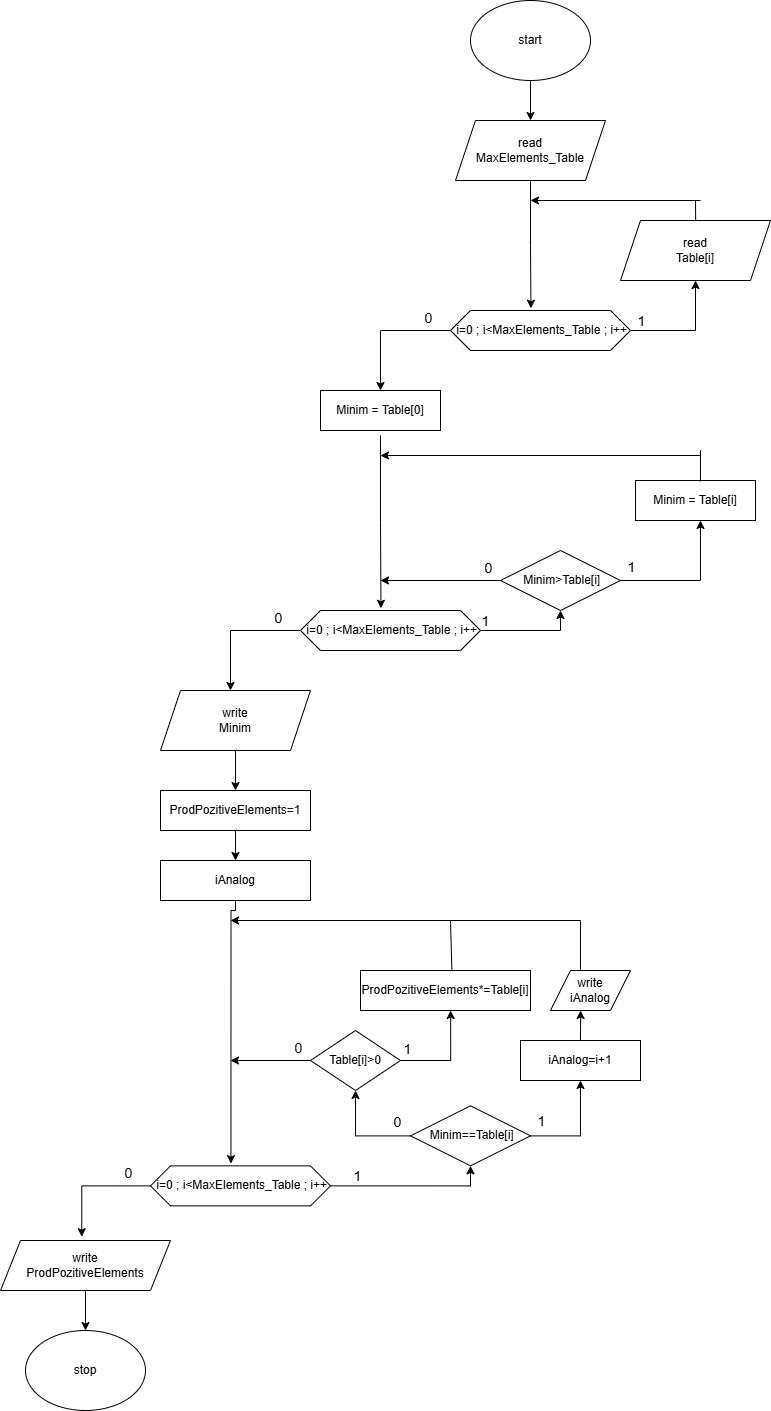 start
read
MaxElements_Table
read
Table[i]
0
1
i=0 ; i<MaxElements_Table ; i++
Minim = Table[0]
Minim = Table[i]
0
1
Minim>Table[i]
0
1
i=0 ; i<MaxElements_Table ; i++
write
Minim
ProdPozitiveElements=1
iAnalog
ProdPozitiveElements*=Table[i]
write
iAnalog
0
1
Table[i]>0
iAnalog=i+1
0
1
Minim==Table[i]
0
1
i=0 ; i<MaxElements_Table ; i++
write
ProdPozitiveElements
stop